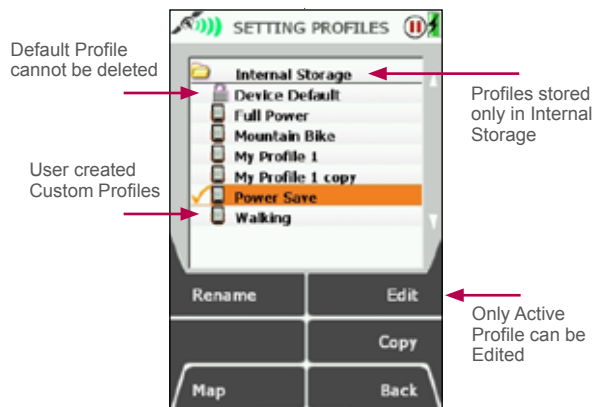 SETTING PROFILES
Default Profile
cannot be deleted
Internal Storage
Device Default
Full Power
Mountain Bike
My Profile 1
My Profile 1 copy
Power Save
Walking
Profiles stored
only in Internal
Storage
User created
Custom Profiles
Rename
Edit
Only Active
Profile can be
Edited
Copy
Map
Back